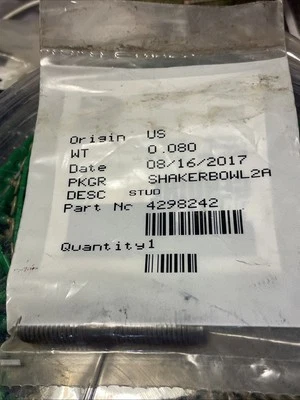 Origin US
WT 0.080
Date 08/16/2017
PKGR SHAKERBOWL2A
DESC STUD
Part No 4298242
Quantity1